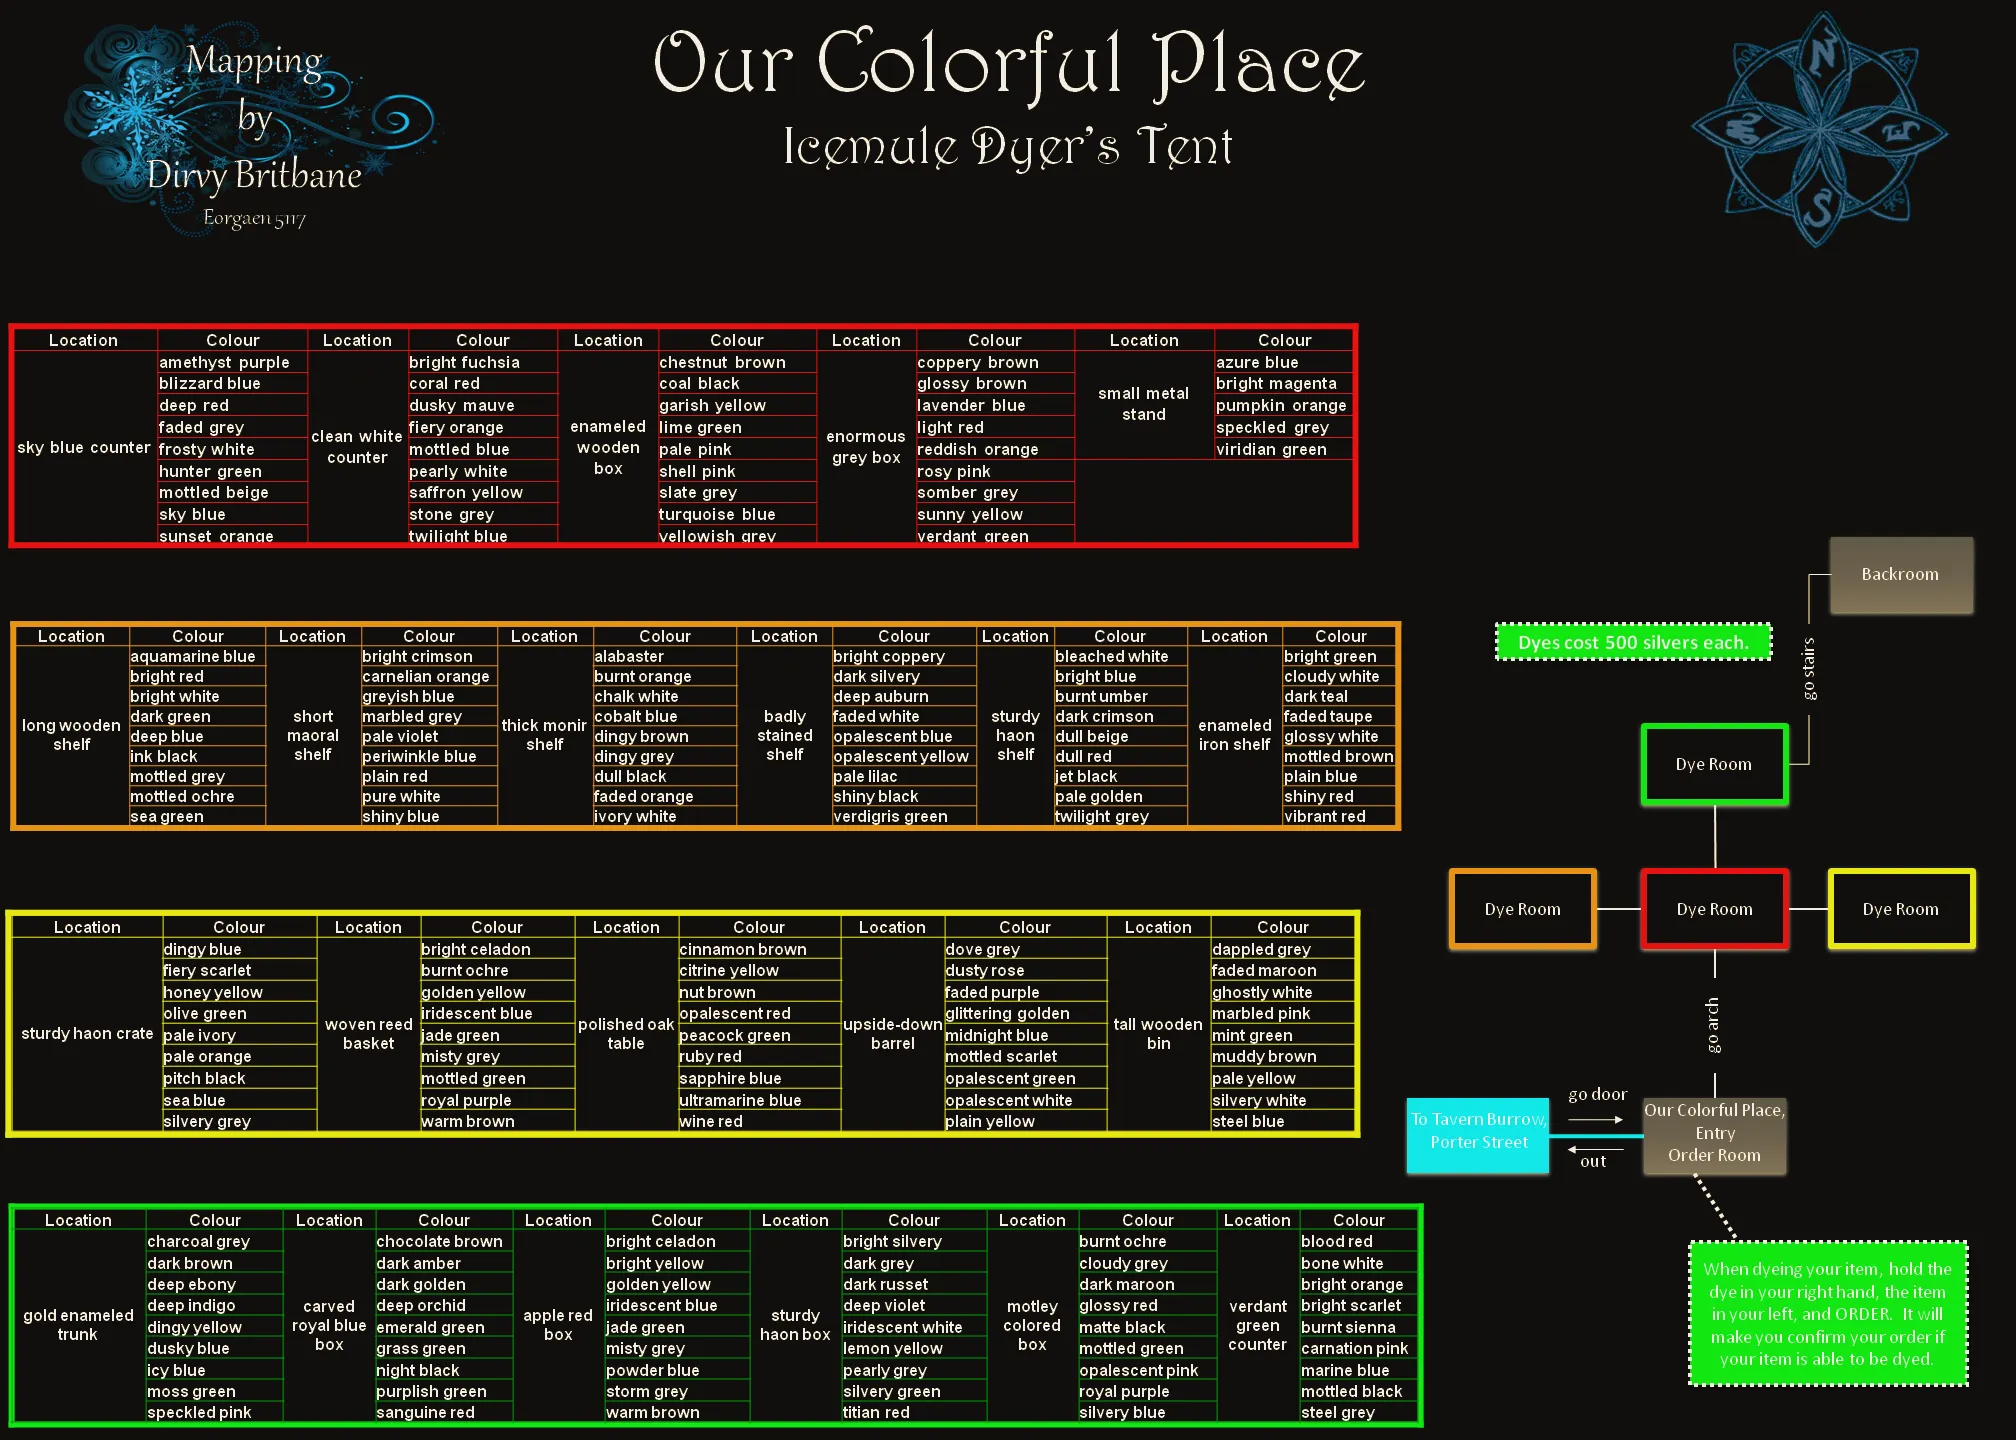 Mapping
by
Dirvy Britbane
Eorgaen 5117
Our Colorful Place
Icemule Dyer's Tent
N
W
E
S
Location Colour Location Colour Location Colour Location Colour Location Colour
sky blue counter
amethyst purple
blizzard blue
deep red
faded grey
frosty white
hunter green
mottled beige
sky blue
sunset orange
clean white
counter
bright fuchsia
coral red
dusky mauve
fiery orange
mottled blue
pearly white
saffron yellow
stone grey
twilight blue
enameled
wooden
box
chestnut brown
coal black
garish yellow
lime green
pale pink
shell pink
slate grey
turquoise blue
yellowish grey
enormous
grey box
coppery brown
glossy brown
lavender blue
light red
reddish orange
rosy pink
somber grey
sunny yellow
verdant green
small metal
stand
azure blue
bright magenta
pumpkin orange
speckled grey
viridian green
Location Colour Location Colour Location Colour Location Colour Location Colour Location Colour
long wooden
shelf
aquamarine blue
bright red
bright white
dark green
deep blue
ink black
mottled grey
mottled ochre
sea green
short
maoral
shelf
bright crimson
carnelian orange
greyish blue
marbled grey
pale violet
periwinkle blue
plain red
pure white
shiny blue
thick monir
shelf
alabaster
burnt orange
chalk white
cobalt blue
dingy brown
dingy grey
dull black
faded orange
ivory white
badly
stained
shelf
bright coppery
dark silvery
deep auburn
faded white
opalescent blue
opalescent yellow
pale lilac
shiny black
verdigris green
sturdy
haon
shelf
bleached white
bright blue
burnt umber
dark crimson
dull beige
dull red
jet black
pale golden
twilight grey
enameled
iron shelf
bright green
cloudy white
dark teal
faded taupe
glossy white
mottled brown
plain blue
shiny red
vibrant red
Location Colour Location Colour Location Colour Location Colour Location Colour
sturdy haon crate
dingy blue
fiery scarlet
honey yellow
olive green
pale ivory
pale orange
pitch black
sea blue
silvery grey
woven reed
basket
bright celadon
burnt ochre
golden yellow
iridescent blue
jade green
misty grey
mottled green
royal purple
warm brown
polished oak
table
cinnamon brown
citrine yellow
nut brown
opalescent red
peacock green
ruby red
sapphire blue
ultramarine blue
wine red
upside-down
barrel
dove grey
dusty rose
faded purple
glittering golden
midnight blue
mottled scarlet
opalescent green
opalescent white
plain yellow
tall wooden
bin
dappled grey
faded maroon
ghostly white
marbled pink
mint green
muddy brown
pale yellow
silvery white
steel blue
Location Colour Location Colour Location Colour Location Colour Location Colour Location Colour
gold enameled
trunk
charcoal grey
dark brown
deep ebony
deep indigo
dingy yellow
dusky blue
icy blue
moss green
speckled pink
carved
royal blue
box
chocolate brown
dark amber
dark golden
deep orchid
emerald green
grass green
night black
purplish green
sanguine red
apple red
box
bright celadon
bright yellow
golden yellow
iridescent blue
jade green
misty grey
powder blue
storm grey
warm brown
sturdy
haon box
bright silvery
dark grey
dark russet
deep violet
iridescent white
lemon yellow
pearly grey
silvery green
titian red
motley
colored
box
burnt ochre
cloudy grey
dark maroon
glossy red
matte black
mottled green
opalescent pink
royal purple
silvery blue
verdant
green
counter
blood red
bone white
bright orange
bright scarlet
burnt sienna
carnation pink
marine blue
mottled black
steel grey
Backroom
Dyes cost 500 silvers each.
go stairs
Dye Room
Dye Room
Dye Room
Dye Room
go arch
go door
To Tavern Burrow,
Porter Street
out
Our Colorful Place,
Entry
Order Room
When dyeing your item, hold the
dye in your right hand, the item
in your left, and ORDER. It will
make you confirm your order if
your item is able to be dyed.